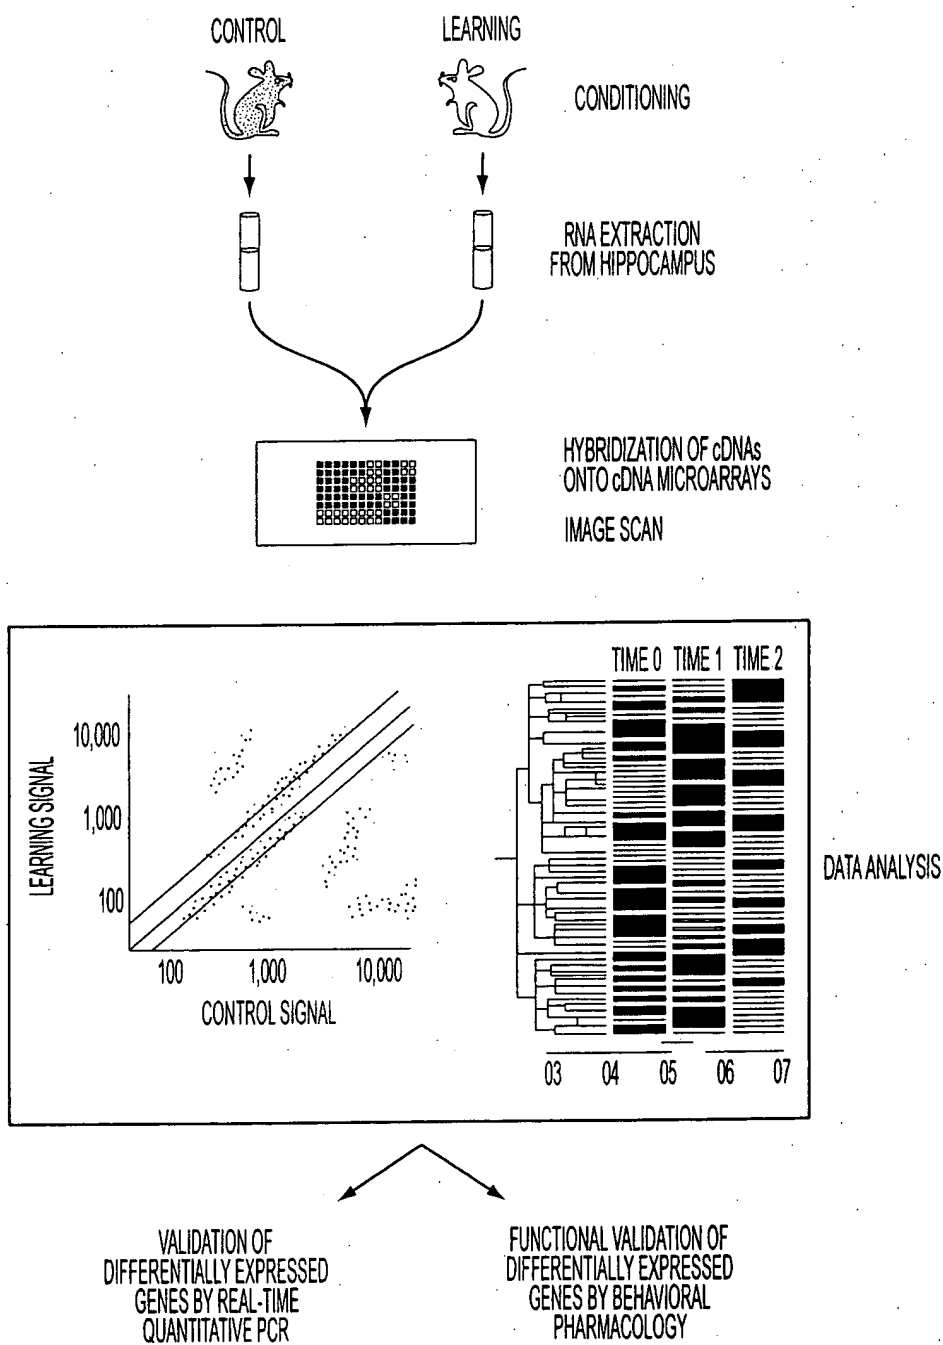 CONTROL
LEARNING
CONDITIONING
RNA EXTRACTION
FROM HIPPOCAMPUS
HYBRIDIZATION OF cDNAs
ONTO cDNA MICROARRAYS
IMAGE SCAN
TIME 0 TIME 1 TIME 2
10,000
1,000
100
LEARNING SIGNAL
100 1,000 10,000
CONTROL SIGNAL
03 04 05 06 07
DATA ANALYSIS
VALIDATION OF
DIFFERENTIALLY EXPRESSED
GENES BY REAL-TIME
QUANTITATIVE PCR
FUNCTIONAL VALIDATION OF
DIFFERENTIALLY EXPRESSED
GENES BY BEHAVIORAL
PHARMACOLOGY